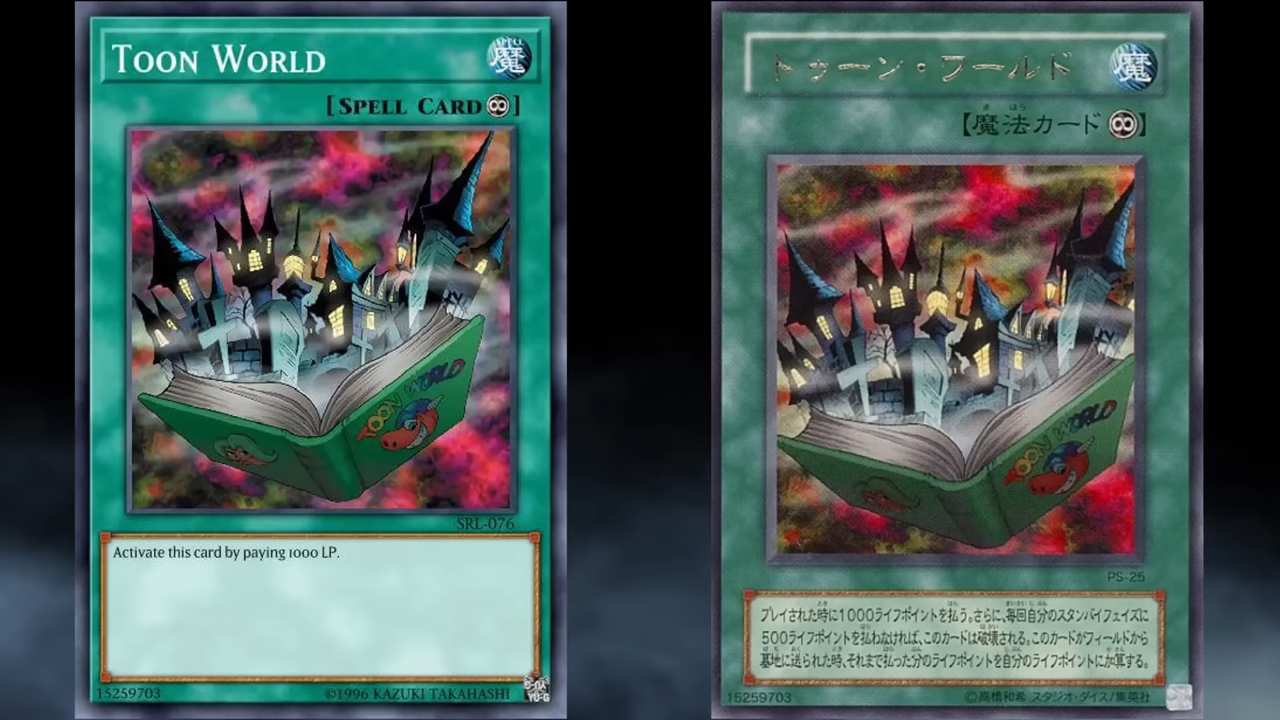 TOON WORLD
SPELL
魔
[SPELL CARD]
TOON WORLD
SRL-076
Activate this card by paying 1000 LP.
15259703
©1996 KAZUKI TAKAHASHI
トゥーン・ワールド
魔
まほう
【魔法カード】
TOON WORLD
PS-25
プレイされた時に1000ライフポイントを払う。さらに、毎回自分のスタンバイフェイズに
500ライフポイントを払わなければ、このカードは破壊される。このカードがフィールドから
墓地に送られた時、それまで払った分のライフポイントを自分のライフポイントに加算する。
15259703
©高橋和希 スタジオ・ダイス/集英社